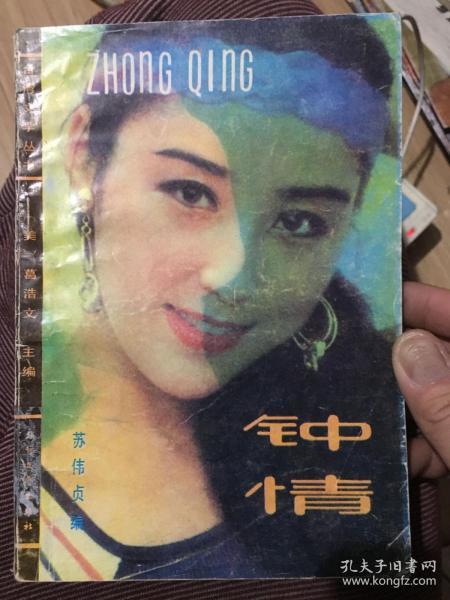 ZHONG QING
丛
美 葛浩文 主编
社
苏伟贞编
钟
情
孔夫子旧书网
www.kongfz.com